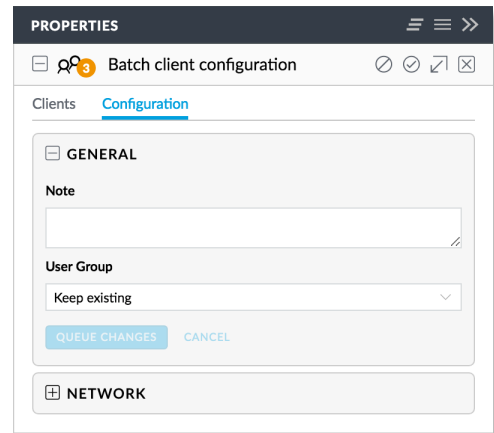 PROPERTIES
3 Batch client configuration
Clients Configuration
GENERAL
Note
User Group
Keep existing
QUEUE CHANGES CANCEL
NETWORK